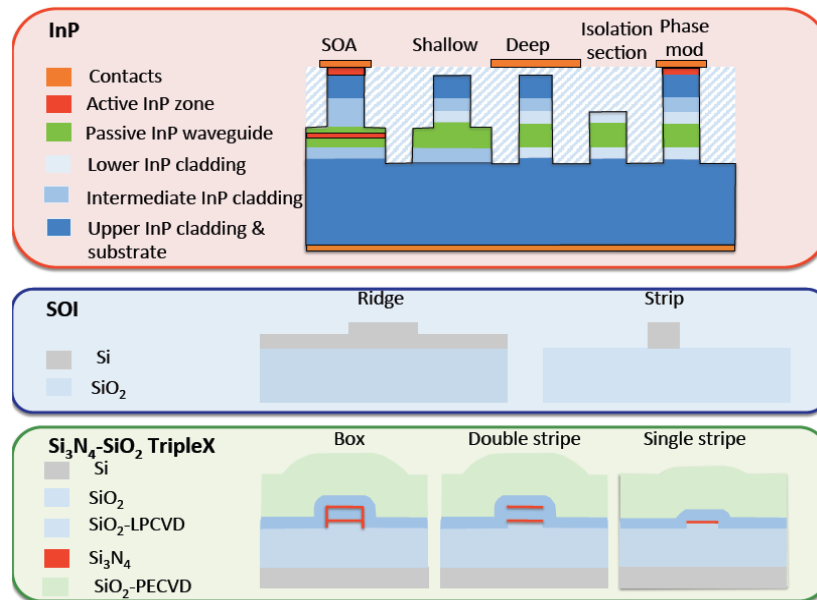 InP
SOA
Shallow
Deep
Isolation
section
Phase
mod
Contacts
Active InP zone
Passive InP waveguide
Lower InP cladding
Intermediate InP cladding
Upper InP cladding &
substrate
SOI
Ridge
Strip
Si
SiO₂
Si₃N₄-SiO₂ TripleX
Box
Double stripe
Single stripe
Si
SiO₂
SiO₂-LPCVD
Si₃N₄
SiO₂-PECVD